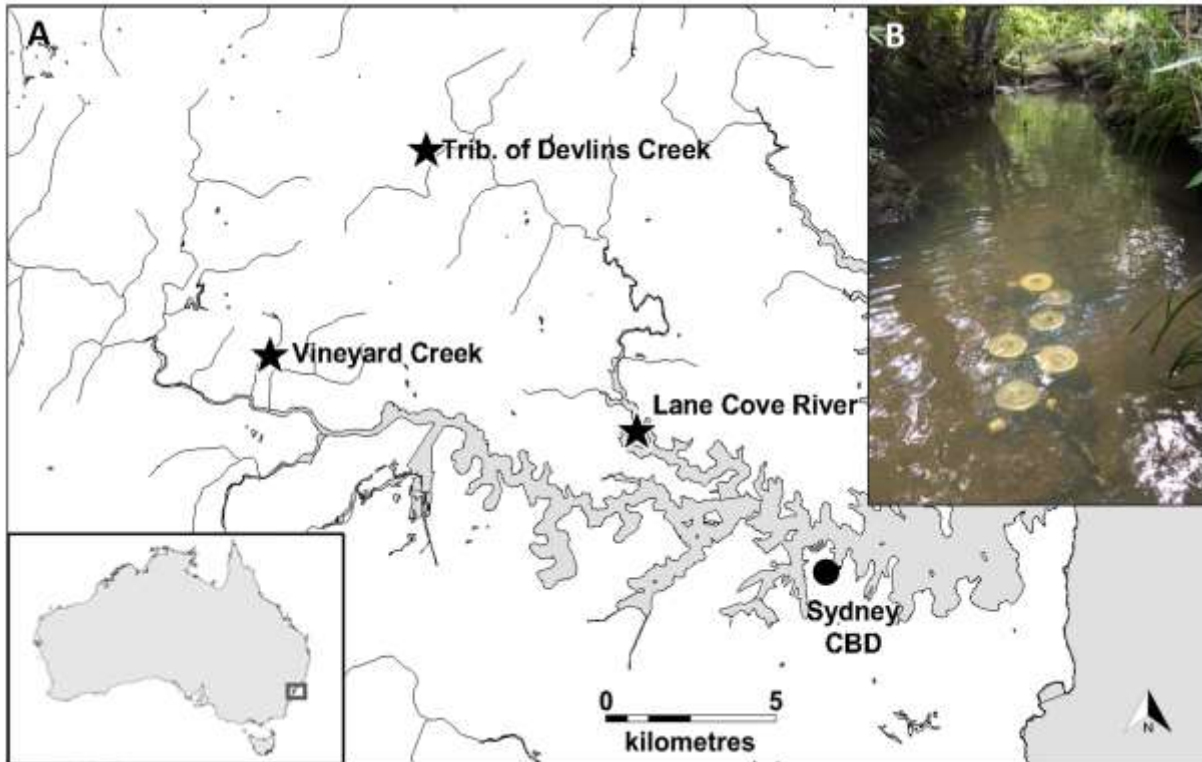 A
B
Trib. of Devlins Creek
Vineyard Creek
Lane Cove River
Sydney
CBD
0 5
kilometres
N